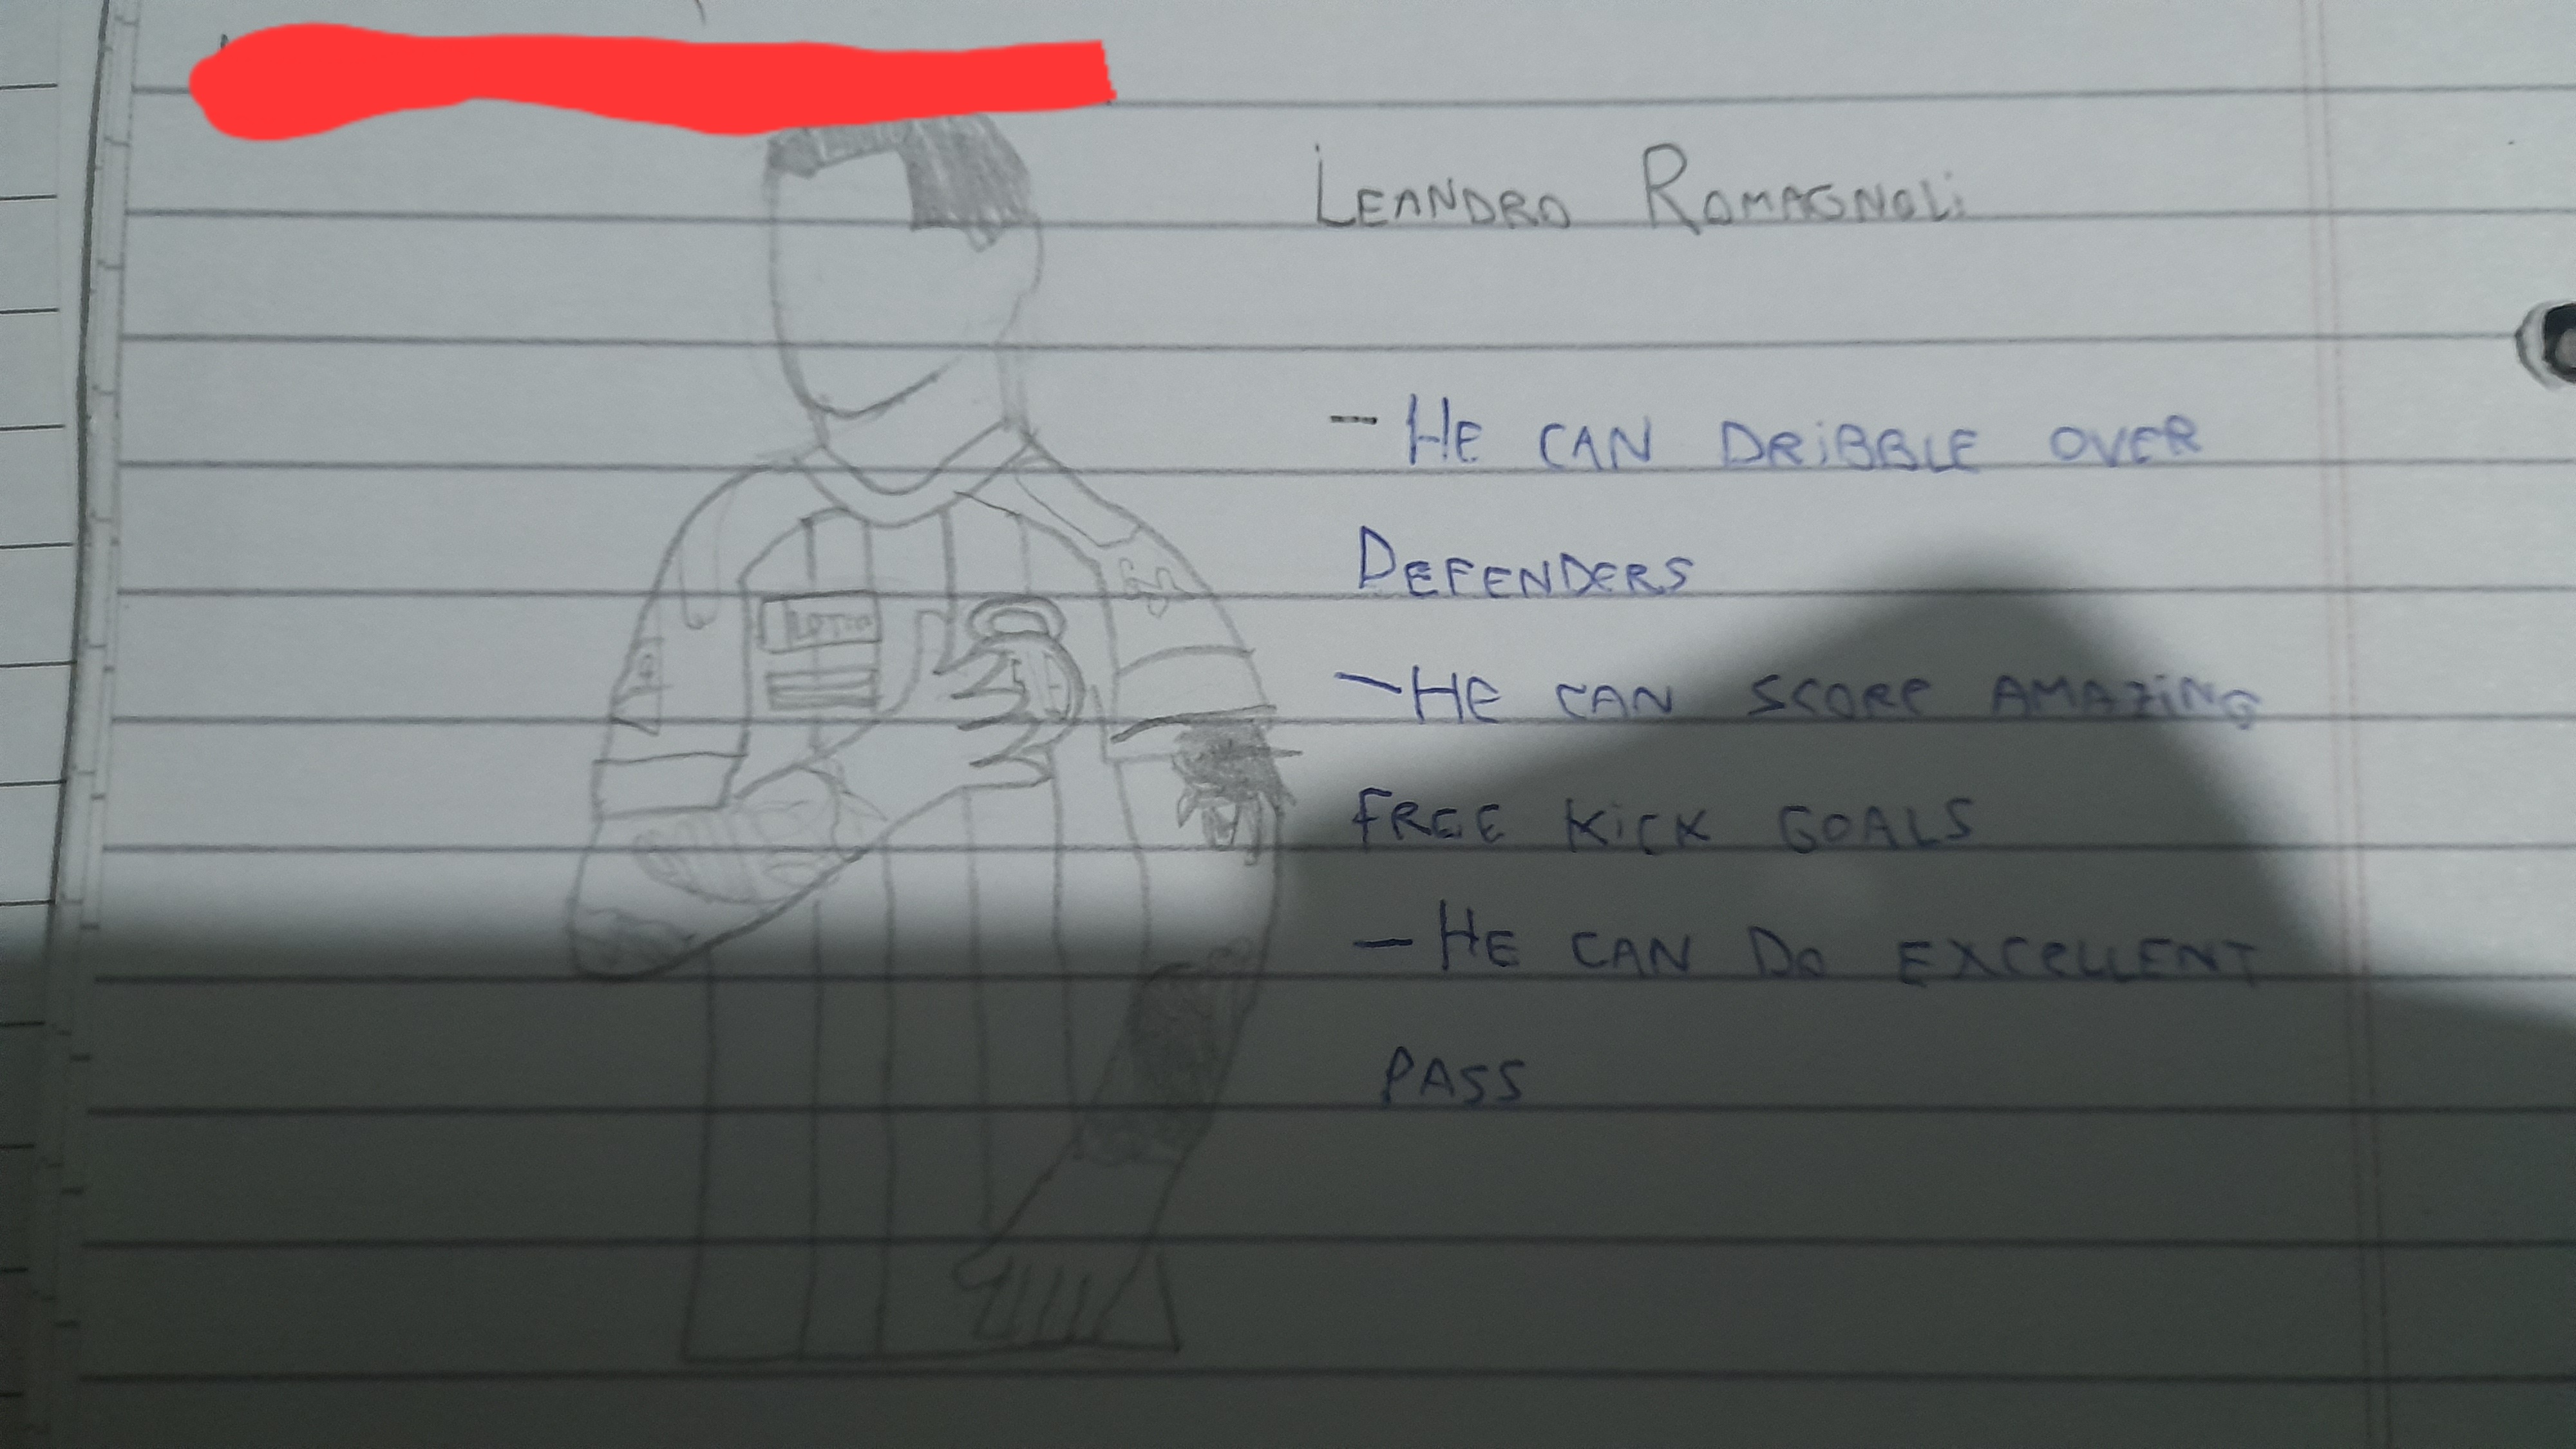 LEANDRO ROMAGNOLi
- HE CAN DRiBBLE OVER
DEFENDERS
- HE CAN SCORE AMAZiNG
FREE KiCK GOALS
- HE CAN DO EXCELLENT
PASS
LOTTO